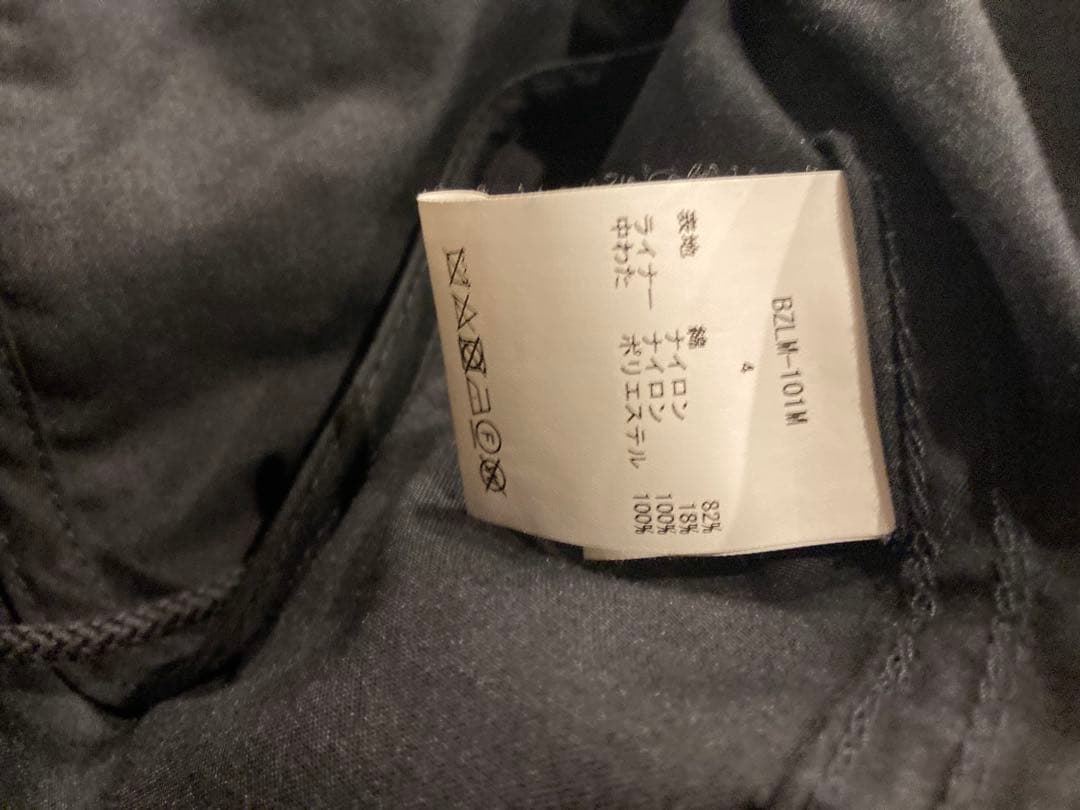 BZLM-101M
4
表地 綿 82%
ナイロン 18%
ライナー ナイロン 100%
中わた ポリエステル 100%
F